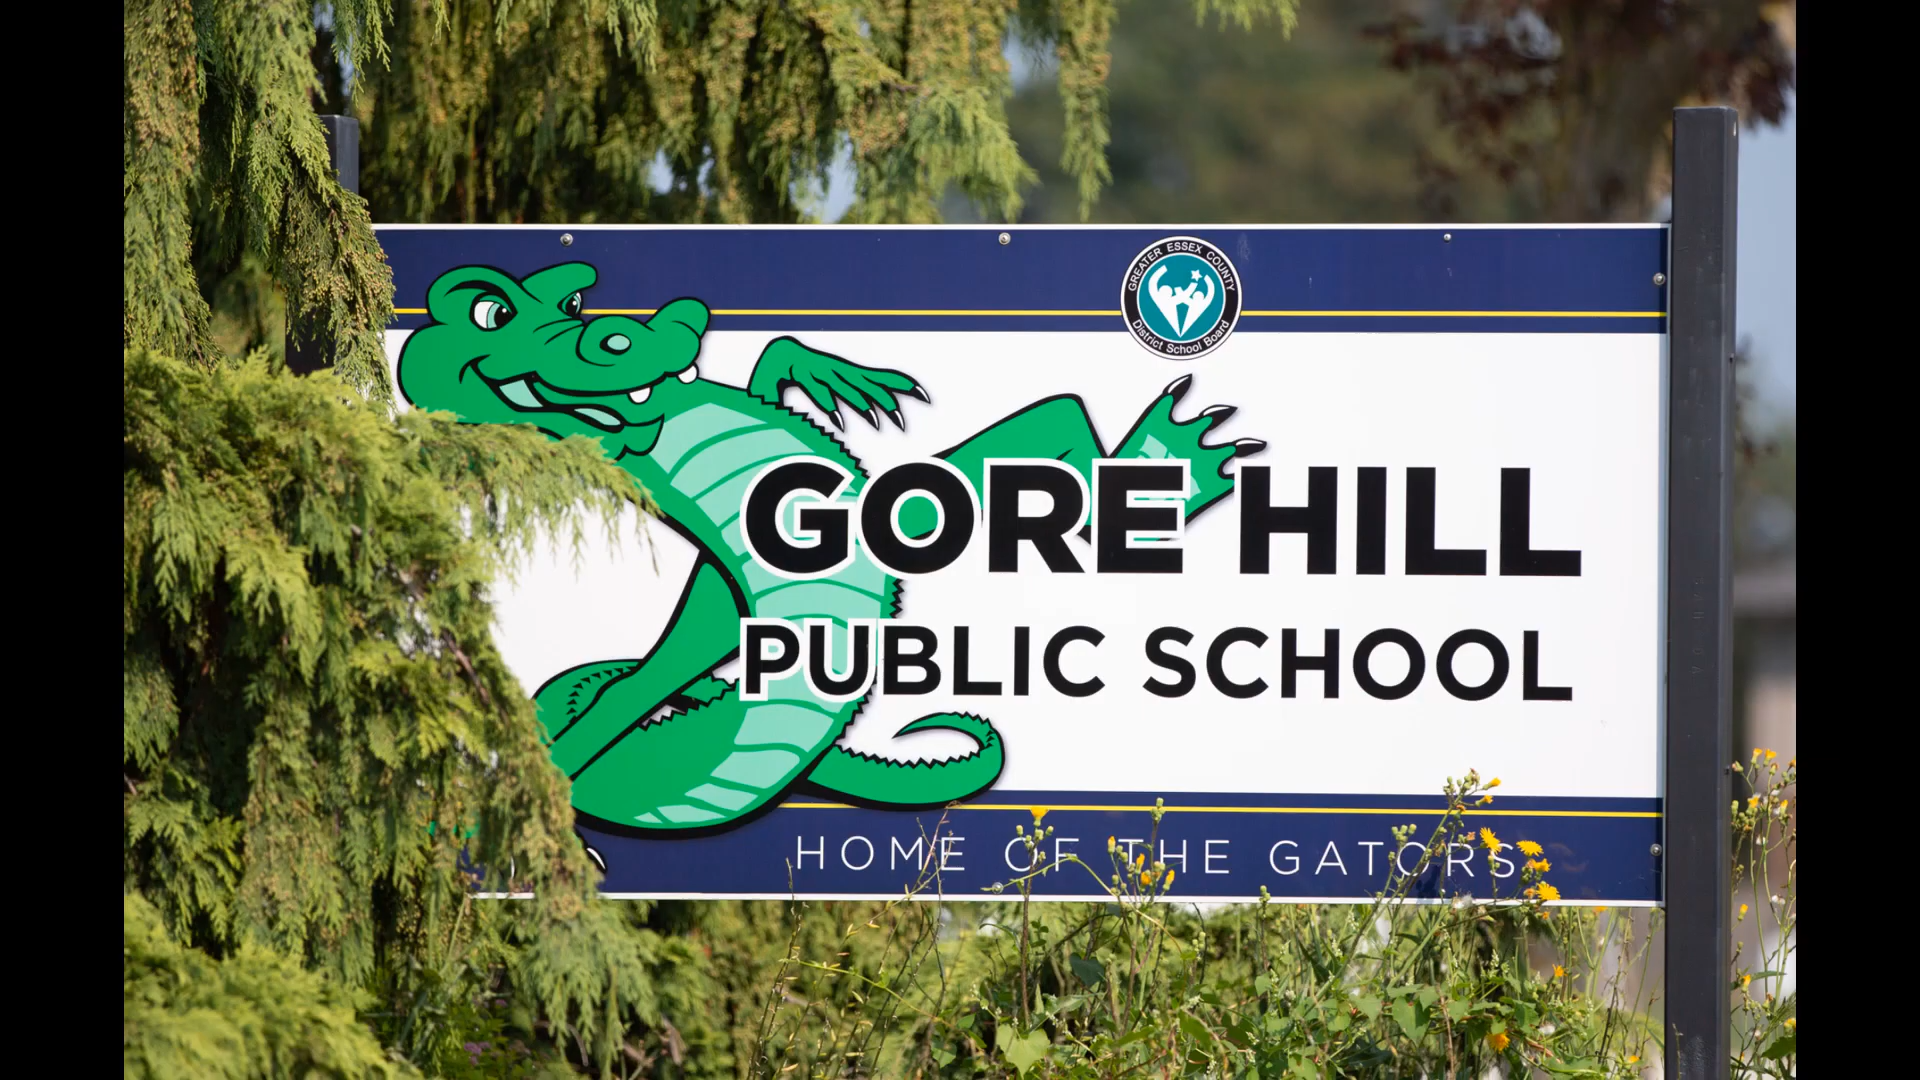 GREATER ESSEX COUNTY
District School Board
GORE HILL
PUBLIC SCHOOL
HOME OF THE GATORS